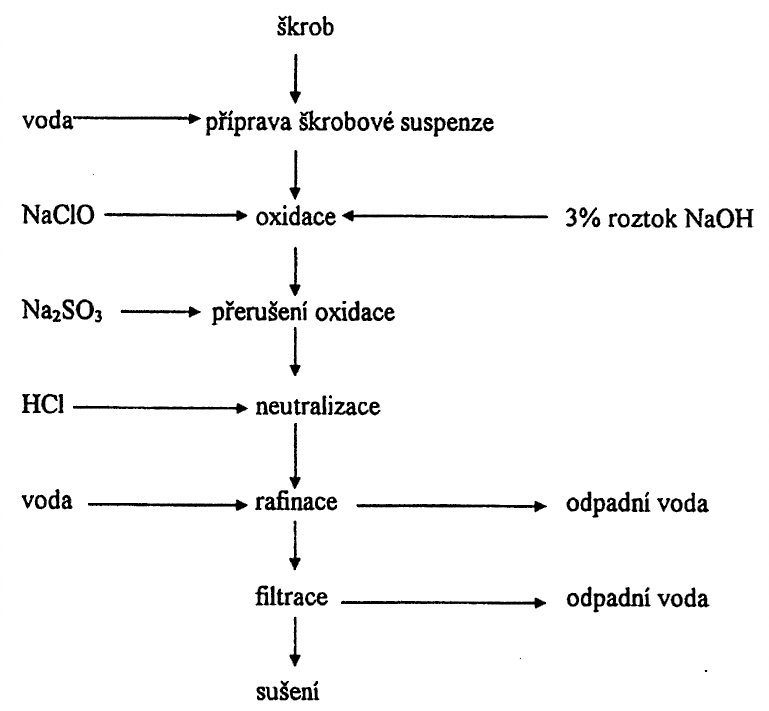 škrob
voda příprava škrobové suspenze
NaClO oxidace 3% roztok NaOH
Na₂SO₃ přerušení oxidace
HCl neutralizace
voda rafinace odpadní voda
filtrace odpadní voda
sušení